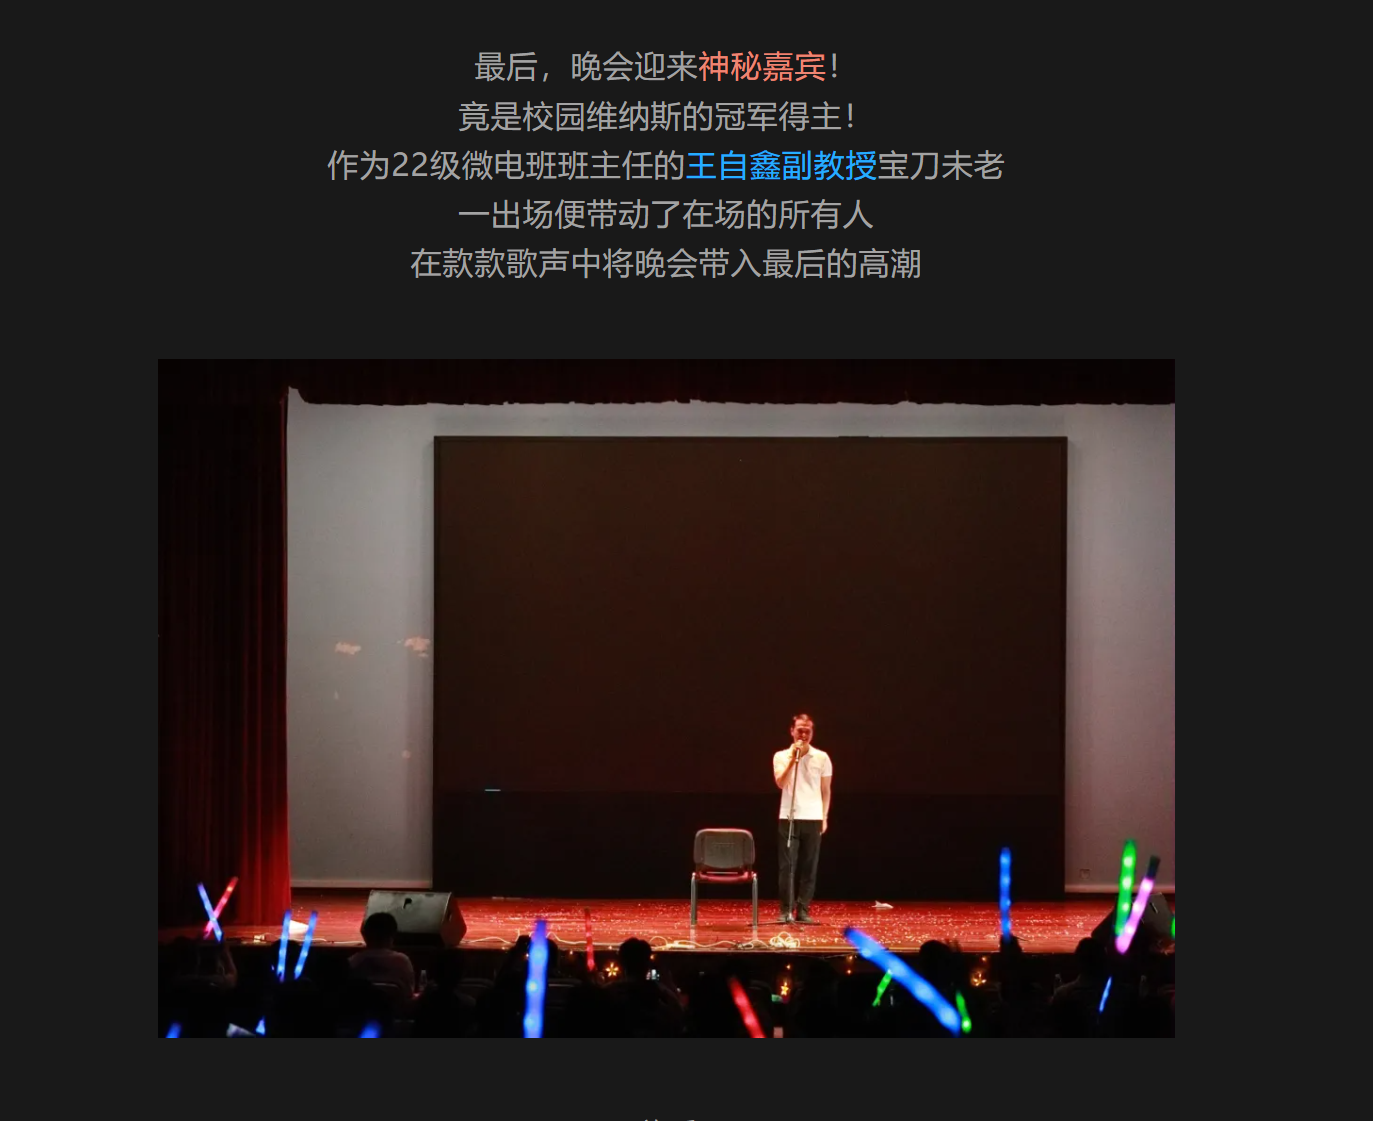 最后，晚会迎来神秘嘉宾！
竟是校园维纳斯的冠军得主！
作为22级微电班班主任的王自鑫副教授宝刀未老
一出场便带动了在场的所有人
在款款歌声中将晚会带入最后的高潮